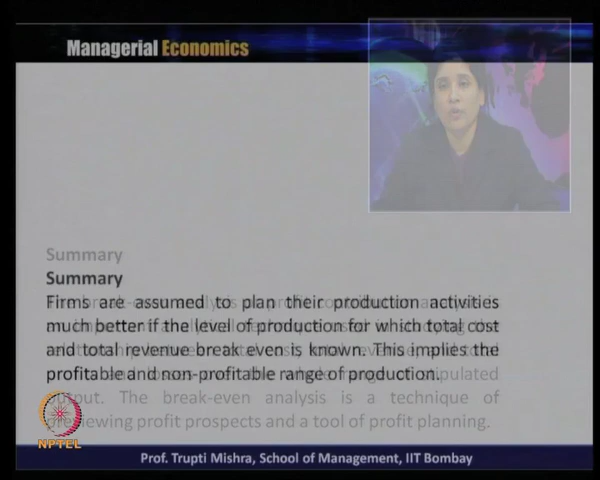 Managerial Economics
Summary
Summary
Firms are assumed to plan their production activities
much better if the level of production for which total cost
and total revenue break even is known. This implies the
profitable and non-profitable range of production.
output. The break-even analysis is a technique of
previewing profit prospects and a tool of profit planning.
NPTEL
Prof. Trupti Mishra, School of Management, IIT Bombay